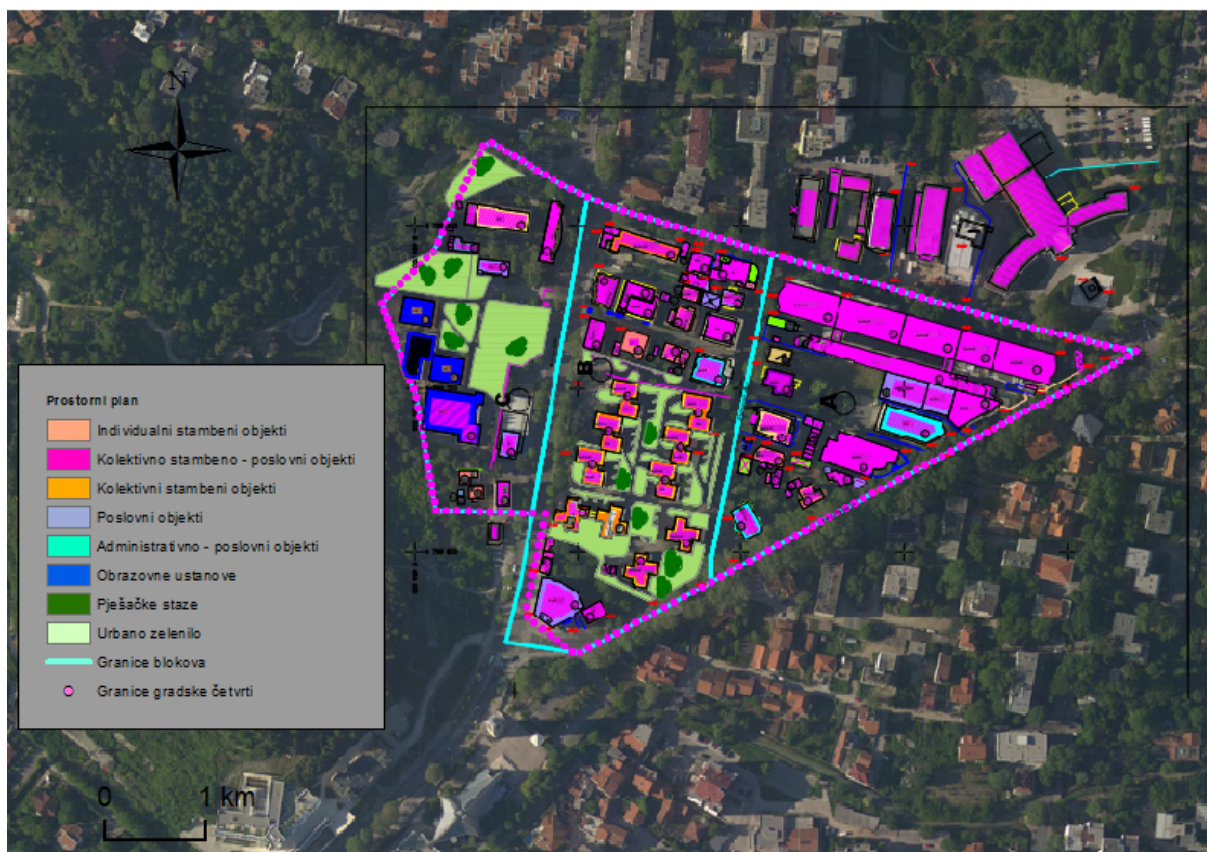 N
B
C
A
Prostorni plan
Individualni stambeni objekti
Kolektivno stambeno - poslovni objekti
Kolektivni stambeni objekti
Poslovni objekti
Administrativno - poslovni objekti
Obrazovne ustanove
Pješačke staze
Urbano zelenilo
Granice blokova
Granice gradske četvrti
0 1 km